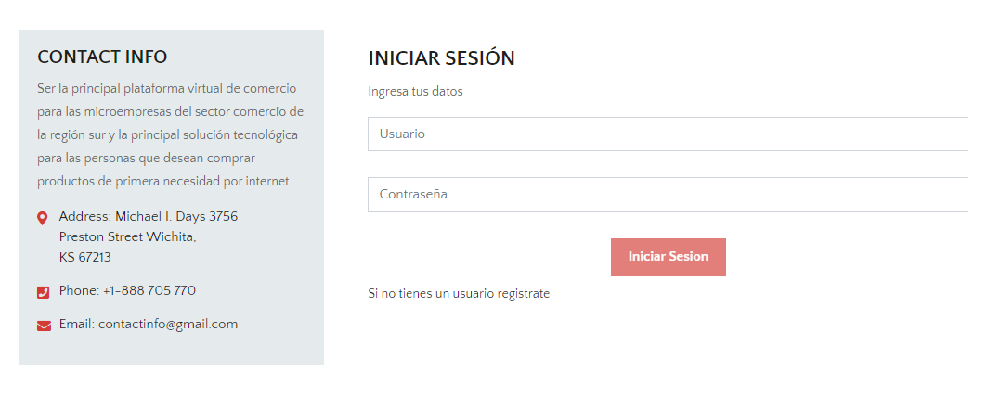 CONTACT INFO
Ser la principal plataforma virtual de comercio
para las microempresas del sector comercio de
la región sur y la principal solución tecnológica
para las personas que desean comprar
productos de primera necesidad por internet.
Address: Michael I. Days 3756
Preston Street Wichita,
KS 67213
Phone: +1-888 705 770
Email: contactinfo@gmail.com
INICIAR SESIÓN
Ingresa tus datos
Usuario
Contraseña
Iniciar Sesion
Si no tienes un usuario registrate